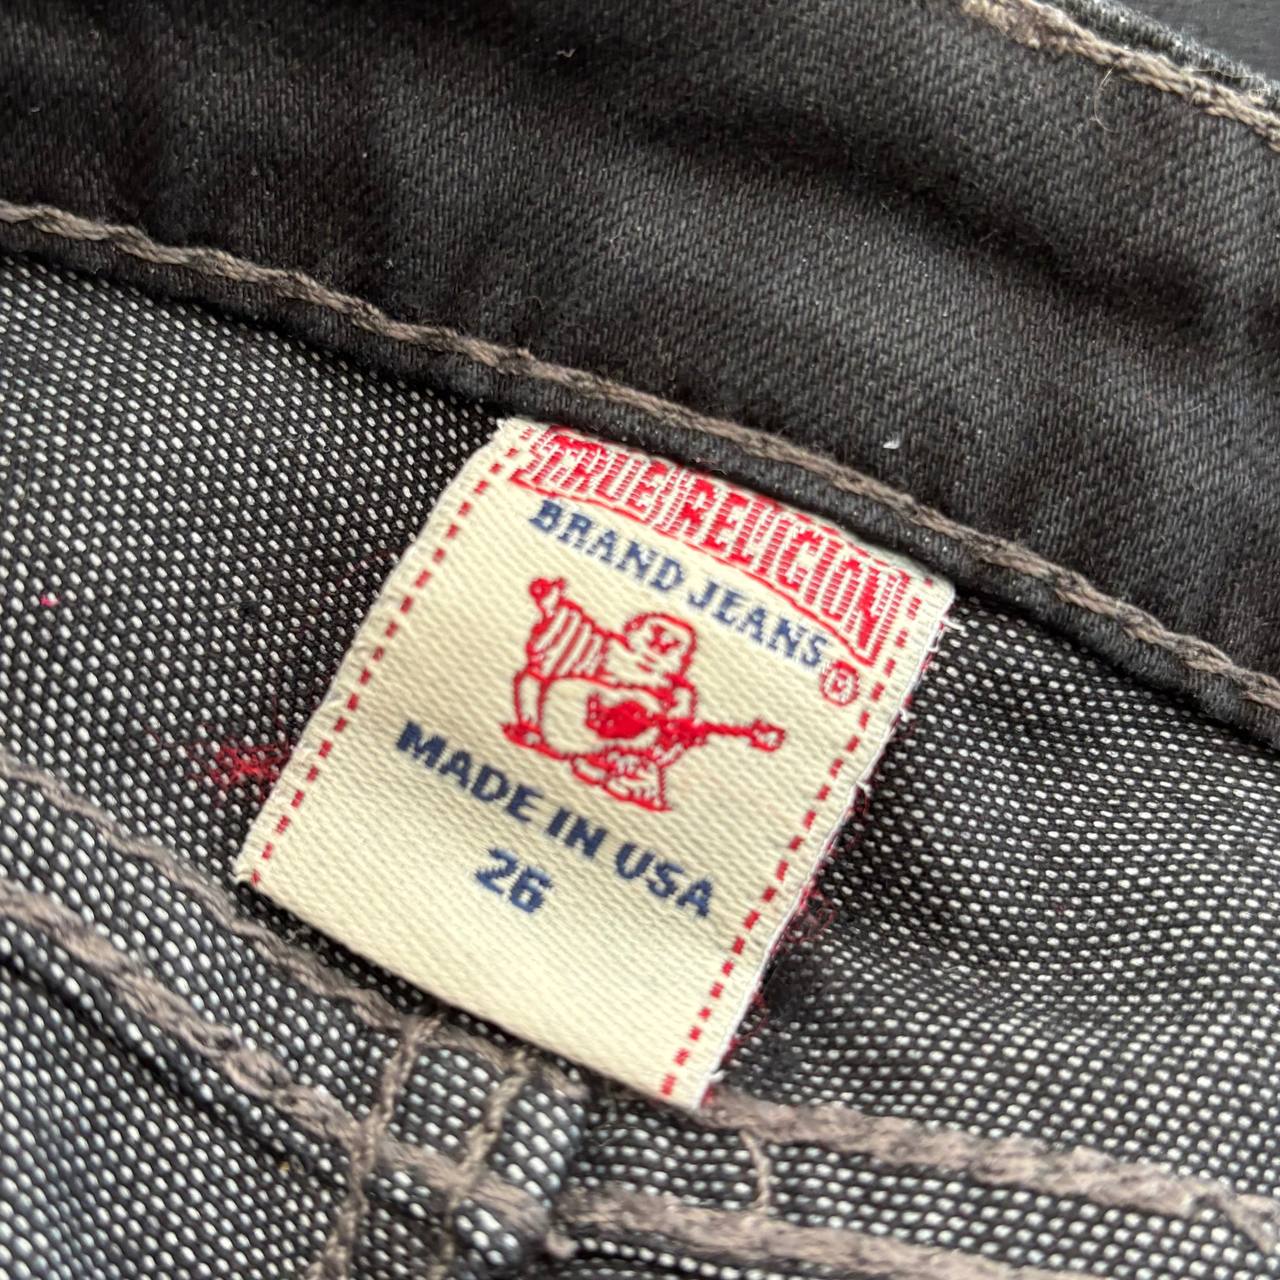 TRUE RELIGION
BRAND JEANS®
MADE IN USA
26